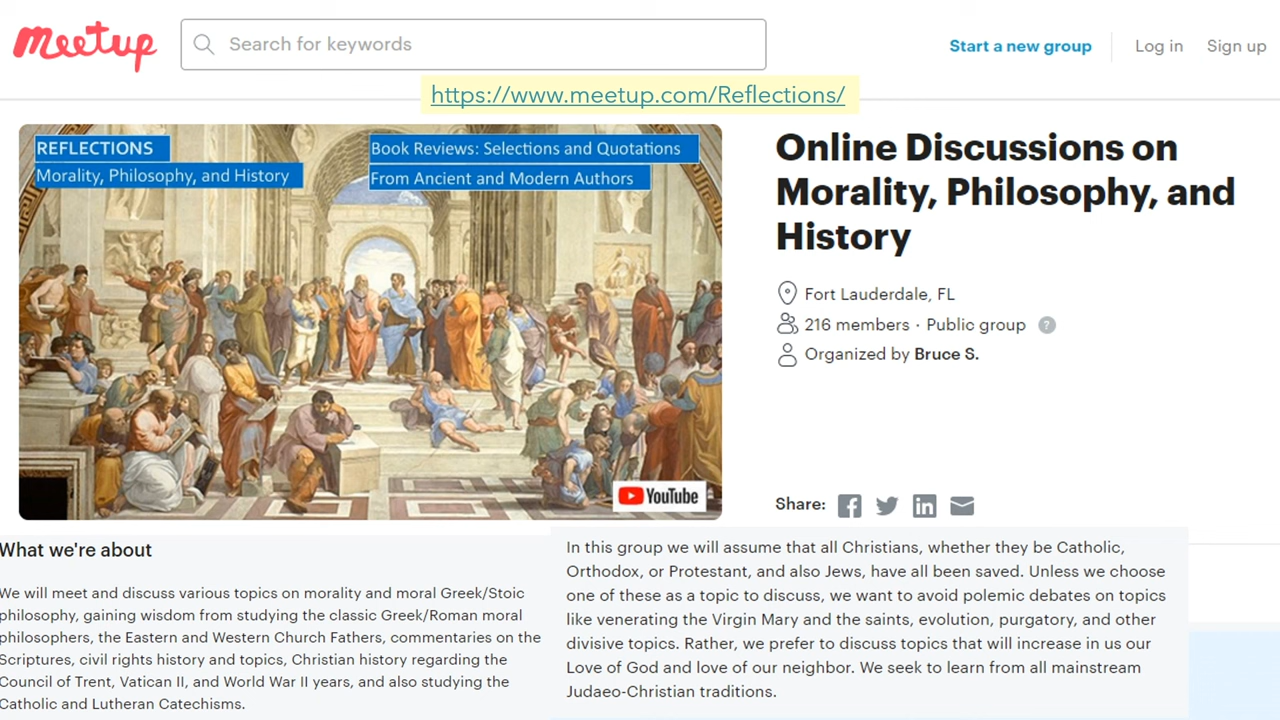 meetup
Search for keywords
Start a new group
Log in
Sign up
https://www.meetup.com/Reflections/
REFLECTIONS
Morality, Philosophy, and History
Book Reviews: Selections and Quotations
From Ancient and Modern Authors
YouTube
Online Discussions on
Morality, Philosophy, and
History
Fort Lauderdale, FL
216 members · Public group ?
Organized by Bruce S.
Share:
What we're about
We will meet and discuss various topics on morality and moral Greek/Stoic
philosophy, gaining wisdom from studying the classic Greek/Roman moral
philosophers, the Eastern and Western Church Fathers, commentaries on the
Scriptures, civil rights history and topics, Christian history regarding the
Council of Trent, Vatican II, and World War II years, and also studying the
Catholic and Lutheran Catechisms.
In this group we will assume that all Christians, whether they be Catholic,
Orthodox, or Protestant, and also Jews, have all been saved. Unless we choose
one of these as a topic to discuss, we want to avoid polemic debates on topics
like venerating the Virgin Mary and the saints, evolution, purgatory, and other
divisive topics. Rather, we prefer to discuss topics that will increase in us our
Love of God and love of our neighbor. We seek to learn from all mainstream
Judaeo-Christian traditions.